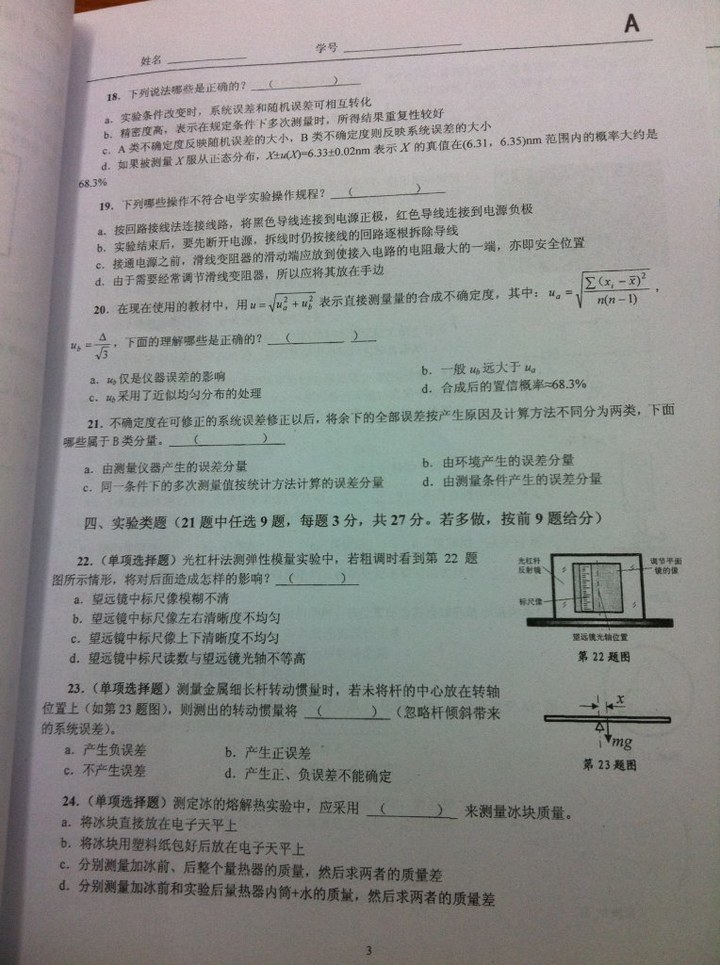 A
姓名 ________ 学号 ________
18．下列说法哪些是正确的？ （ ）
a．实验条件改变时，系统误差和随机误差可相互转化
b．精密度高，表示在规定条件下多次测量时，所得结果重复性较好
c．A 类不确定度反映随机误差的大小，B 类不确定度则反映系统误差的大小
d．如果被测量 X 服从正态分布，X±u(X)=6.33±0.02nm 表示 X 的真值在(6.31，6.35)nm 范围内的概率大约是
68.3%
19．下列哪些操作不符合电学实验操作规程？ （ ）
a．按回路接线法连接线路，将黑色导线连接到电源正极，红色导线连接到电源负极
b．实验结束后，要先断开电源，拆线时仍按接线的回路逐根拆除导线
c．接通电源之前，滑线变阻器的滑动端应放到使接入电路的电阻最大的一端，亦即安全位置
d．由于需要经常调节滑线变阻器，所以应将其放在手边
20．在现在使用的教材中，用 u=√(u_a²+u_b²) 表示直接测量量的合成不确定度，其中：u_a=√(∑(x_i−x̄)²/n(n−1))，
u_b=Δ/√3，下面的理解哪些是正确的？ （ ）
a．u_b 仅是仪器误差的影响 b．一般 u_b 远大于 u_a
c．u_b 采用了近似均匀分布的处理 d．合成后的置信概率≈68.3%
21．不确定度在可修正的系统误差修正以后，将余下的全部误差按产生原因及计算方法不同分为两类，下面
哪些属于 B 类分量。 （ ）
a．由测量仪器产生的误差分量 b．由环境产生的误差分量
c．同一条件下的多次测量值按统计方法计算的误差分量 d．由测量条件产生的误差分量
四、实验类题（21 题中任选 9 题，每题 3 分，共 27 分。若多做，按前 9 题给分）
22．（单项选择题）光杠杆法测弹性模量实验中，若粗调时看到第 22 题
图所示情形，将对后面造成怎样的影响？ （ ）
a．望远镜中标尺像模糊不清
b．望远镜中标尺像左右清晰度不均匀
c．望远镜中标尺像上下清晰度不均匀
d．望远镜中标尺读数与望远镜光轴不等高
光杠杆
反射镜
调节平面
镜的像
标尺像
望远镜光轴位置
第 22 题图
23．（单项选择题）测量金属细长杆转动惯量时，若未将杆的中心放在转轴
位置上（如第 23 题图），则测出的转动惯量将 （ ） （忽略杆倾斜带来
的系统误差）。
a．产生负误差 b．产生正误差
c．不产生误差 d．产生正、负误差不能确定
x
mg
第 23 题图
24．（单项选择题）测定冰的熔解热实验中，应采用 （ ） 来测量冰块质量。
a．将冰块直接放在电子天平上
b．将冰块用塑料纸包好后放在电子天平上
c．分别测量加冰前、后整个量热器的质量，然后求两者的质量差
d．分别测量加冰前和实验后量热器内筒+水的质量，然后求两者的质量差
3